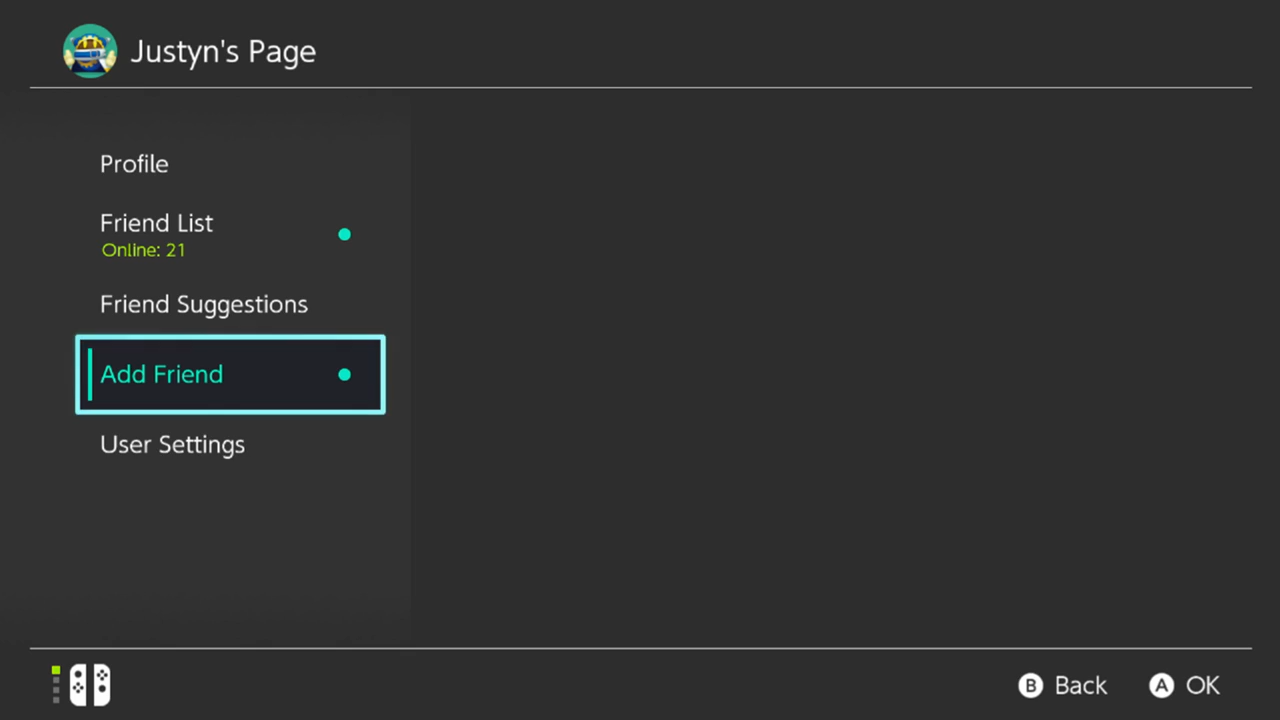 Justyn's Page
Profile
Friend List
Online: 21
Friend Suggestions
Add Friend
User Settings
B Back
A OK